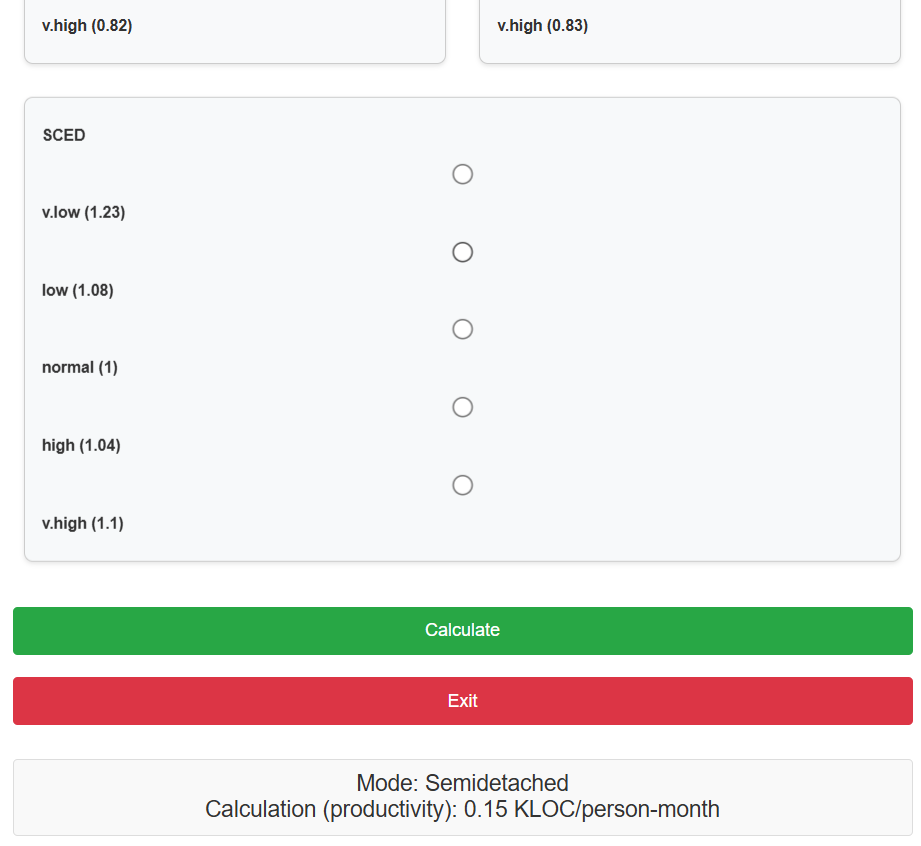 v.high (0.82)
v.high (0.83)
SCED
v.low (1.23)
low (1.08)
normal (1)
high (1.04)
v.high (1.1)
Calculate
Exit
Mode: Semidetached
Calculation (productivity): 0.15 KLOC/person-month